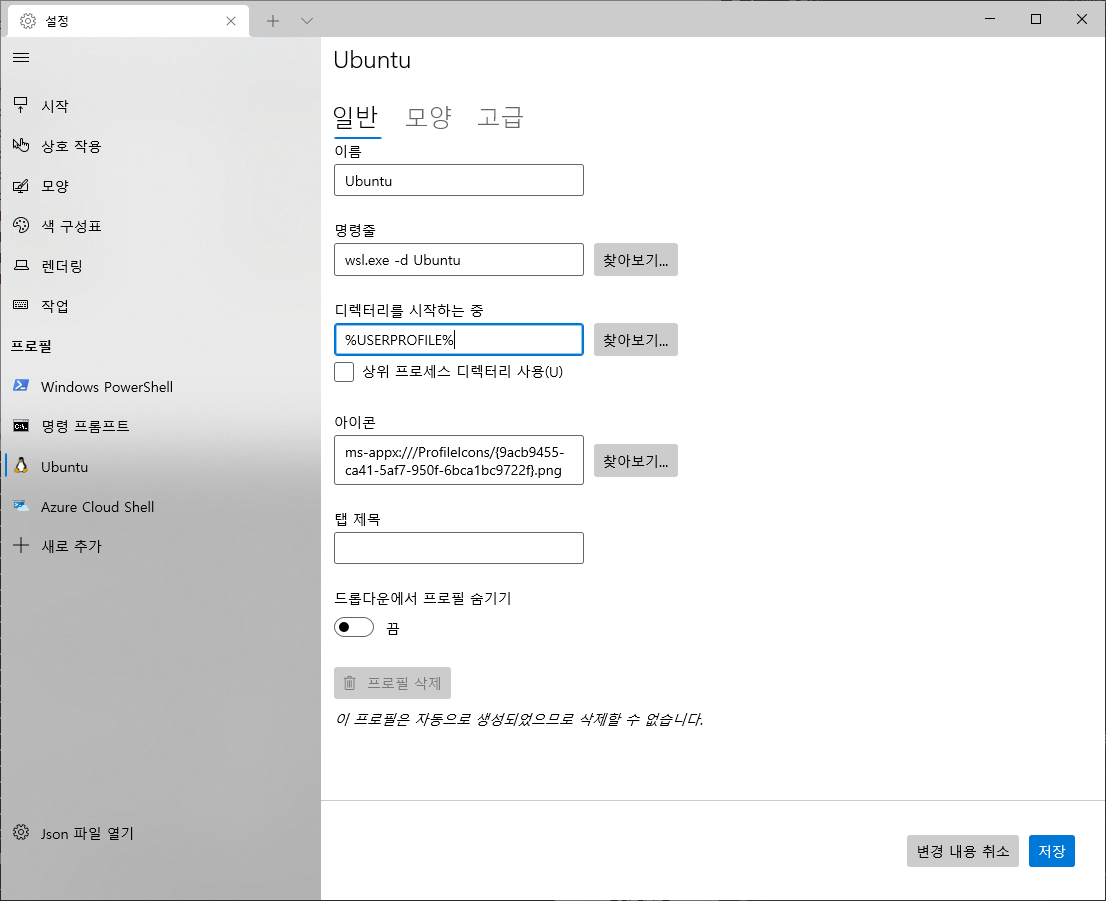 설정
시작
상호 작용
모양
색 구성표
렌더링
작업
프로필
Windows PowerShell
명령 프롬프트
Ubuntu
Azure Cloud Shell
새로 추가
Json 파일 열기
Ubuntu
일반 모양 고급
이름
Ubuntu
명령줄
wsl.exe -d Ubuntu 찾아보기...
디렉터리를 시작하는 중
%USERPROFILE% 찾아보기...
상위 프로세스 디렉터리 사용(U)
아이콘
ms-appx:///ProfileIcons/{9acb9455-
ca41-5af7-950f-6bca1bc9722f}.png 찾아보기...
탭 제목
드롭다운에서 프로필 숨기기
끔
프로필 삭제
이 프로필은 자동으로 생성되었으므로 삭제할 수 없습니다.
변경 내용 취소 저장